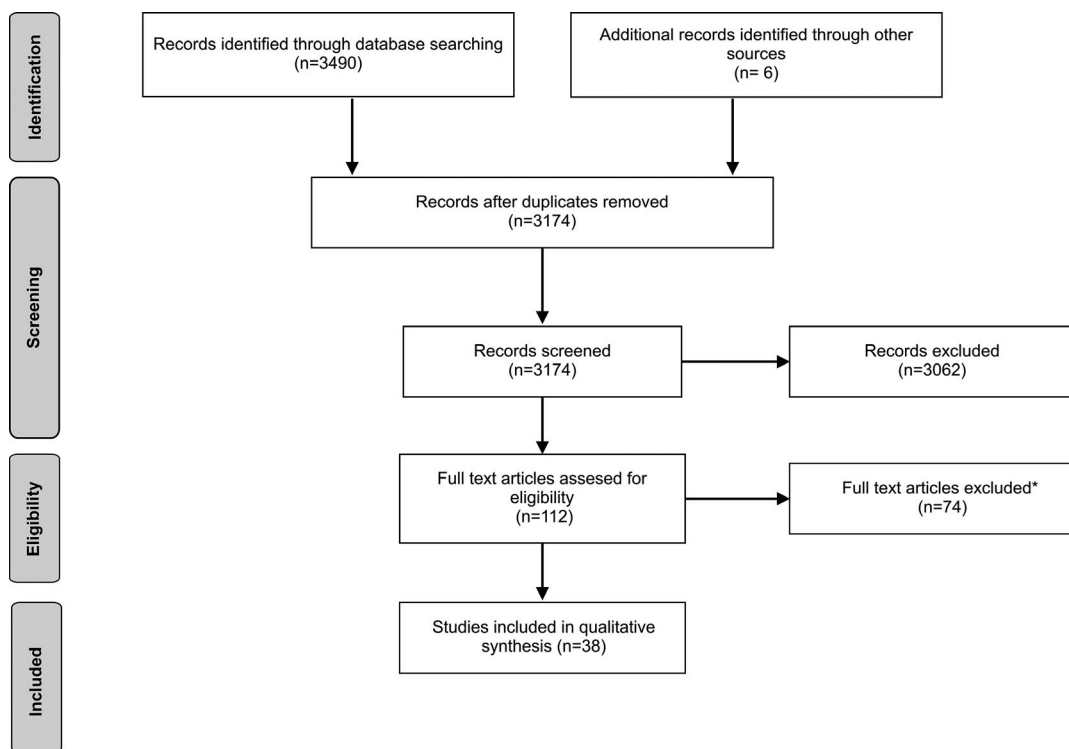 Identification
Records identified through database searching
(n=3490)
Additional records identified through other
sources
(n= 6)
Screening
Records after duplicates removed
(n=3174)
Records screened
(n=3174)
Records excluded
(n=3062)
Eligibility
Full text articles assesed for
eligibility
(n=112)
Full text articles excluded*
(n=74)
Included
Studies included in qualitative
synthesis (n=38)